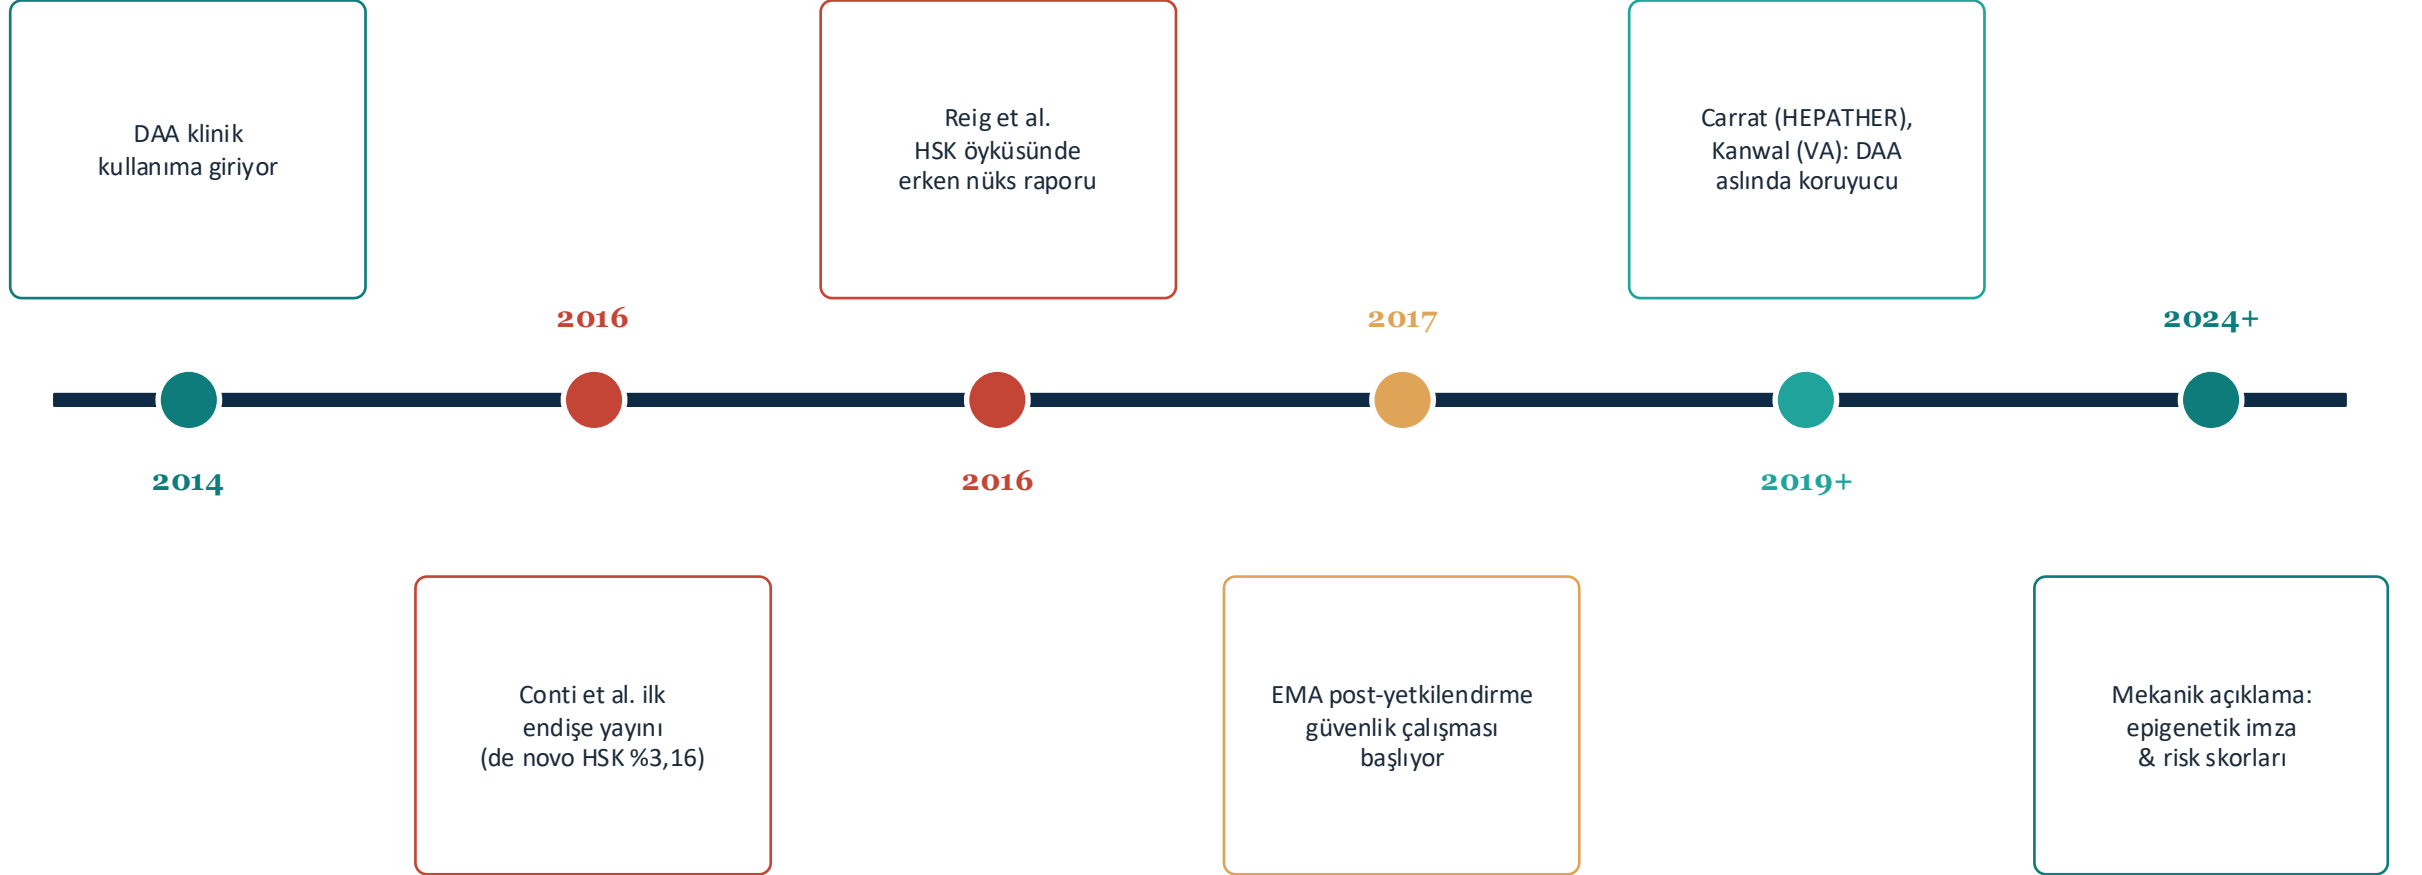 DAA klinik
kullanıma giriyor
2014
2016
Conti et al. ilk
endişe yayını
(de novo HSK %3,16)
Reig et al.
HSK öyküsünde
erken nüks raporu
2016
2017
EMA post-yetkilendirme
güvenlik çalışması
başlıyor
Carrat (HEPATHER),
Kanwal (VA): DAA
aslında koruyucu
2019+
2024+
Mekanik açıklama:
epigenetik imza
& risk skorları